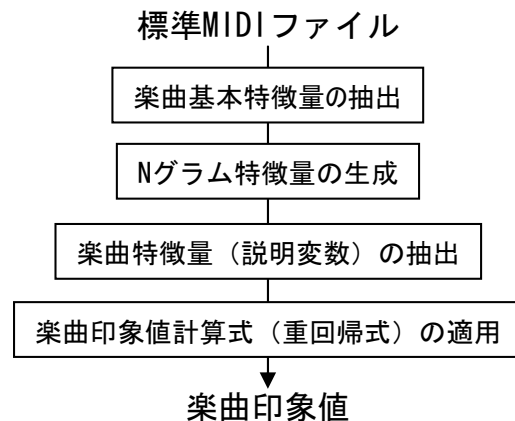 標準MIDIファイル
楽曲基本特徴量の抽出
Nグラム特徴量の生成
楽曲特徴量（説明変数）の抽出
楽曲印象値計算式（重回帰式）の適用
楽曲印象値